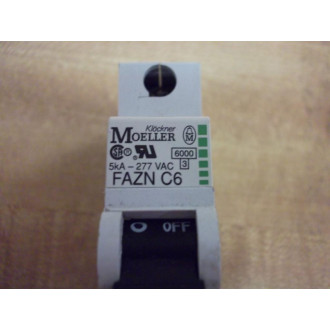 Klöckner
MOELLER
6000
5kA – 277 VAC 3
FAZN C6
O OFF